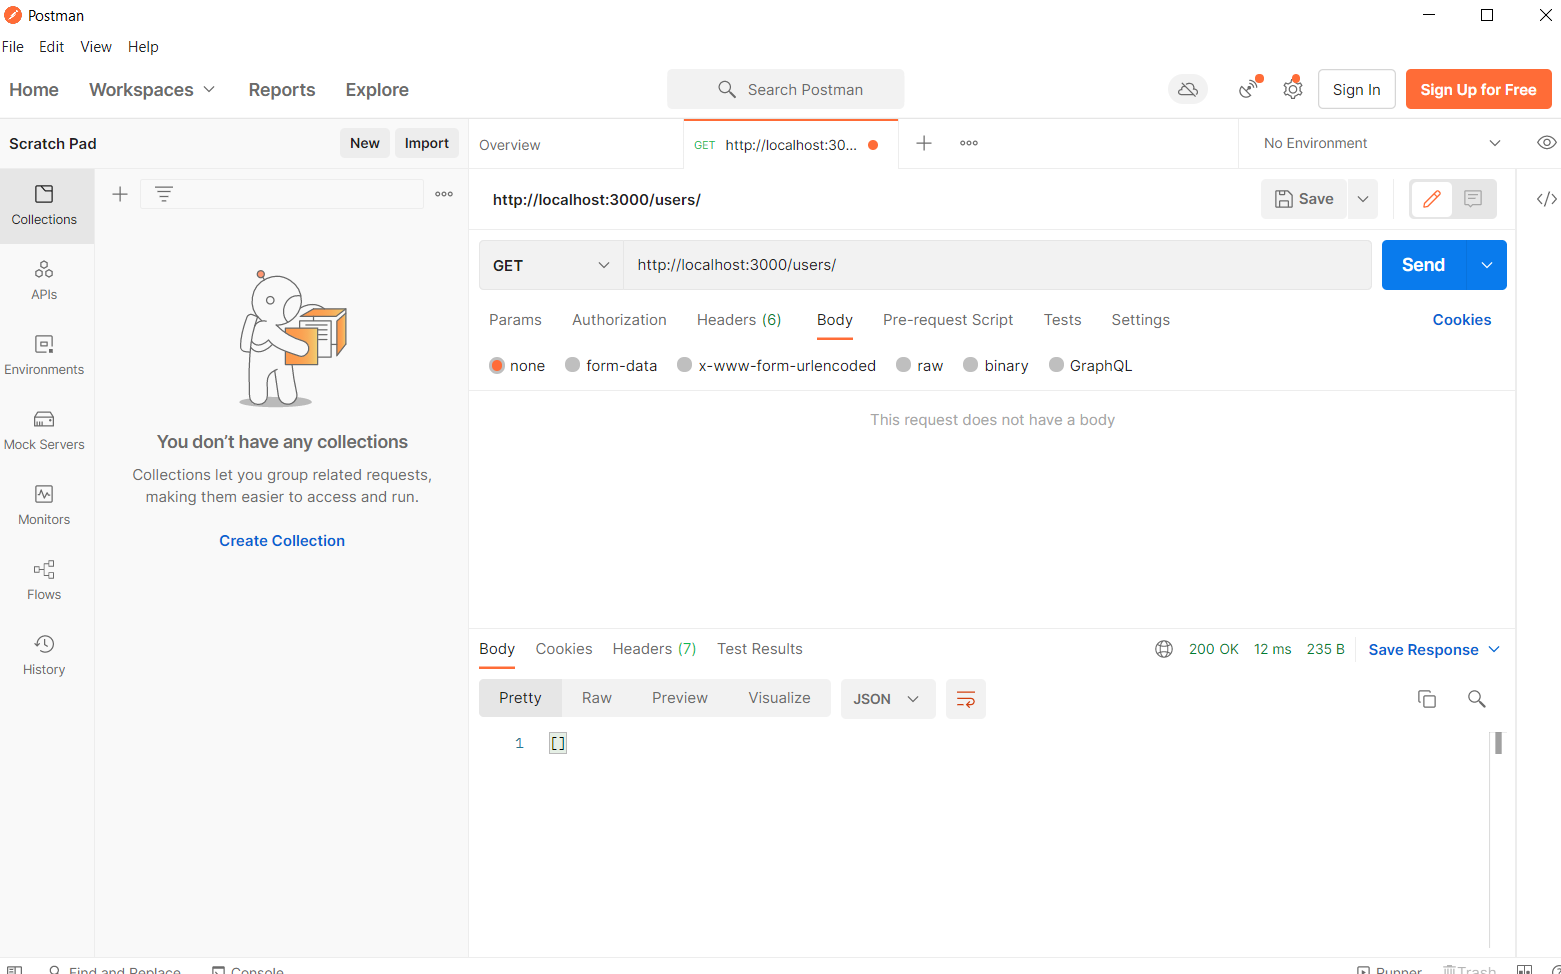 Postman
File Edit View Help
Home Workspaces Reports Explore Search Postman Sign In Sign Up for Free
Scratch Pad New Import Overview GET http://localhost:30... No Environment
http://localhost:3000/users/ Save
Collections
GET http://localhost:3000/users/ Send
APIs
Params Authorization Headers (6) Body Pre-request Script Tests Settings Cookies
Environments
none form-data x-www-form-urlencoded raw binary GraphQL
This request does not have a body
Mock Servers
You don’t have any collections
Collections let you group related requests,
making them easier to access and run.
Monitors
Create Collection
Flows
History
Body Cookies Headers (7) Test Results 200 OK 12 ms 235 B Save Response
Pretty Raw Preview Visualize JSON
1 []
Find and Replace Console Runner Trash